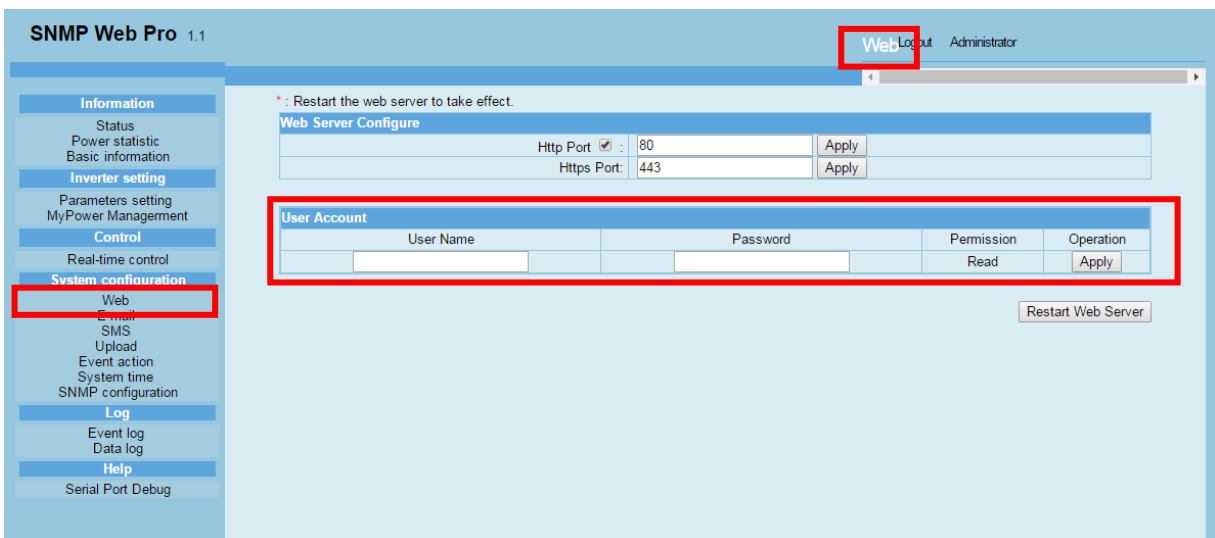 SNMP Web Pro 1.1
Web Logout Administrator
Information
Status
Power statistic
Basic information
Inverter setting
Parameters setting
MyPower Managerment
Control
Real-time control
System configuration
Web
E-mail
SMS
Upload
Event action
System time
SNMP configuration
Log
Event log
Data log
Help
Serial Port Debug
* : Restart the web server to take effect.
Web Server Configure
Http Port : 80 Apply
Https Port: 443 Apply
User Account
User Name Password Permission Operation
Read Apply
Restart Web Server